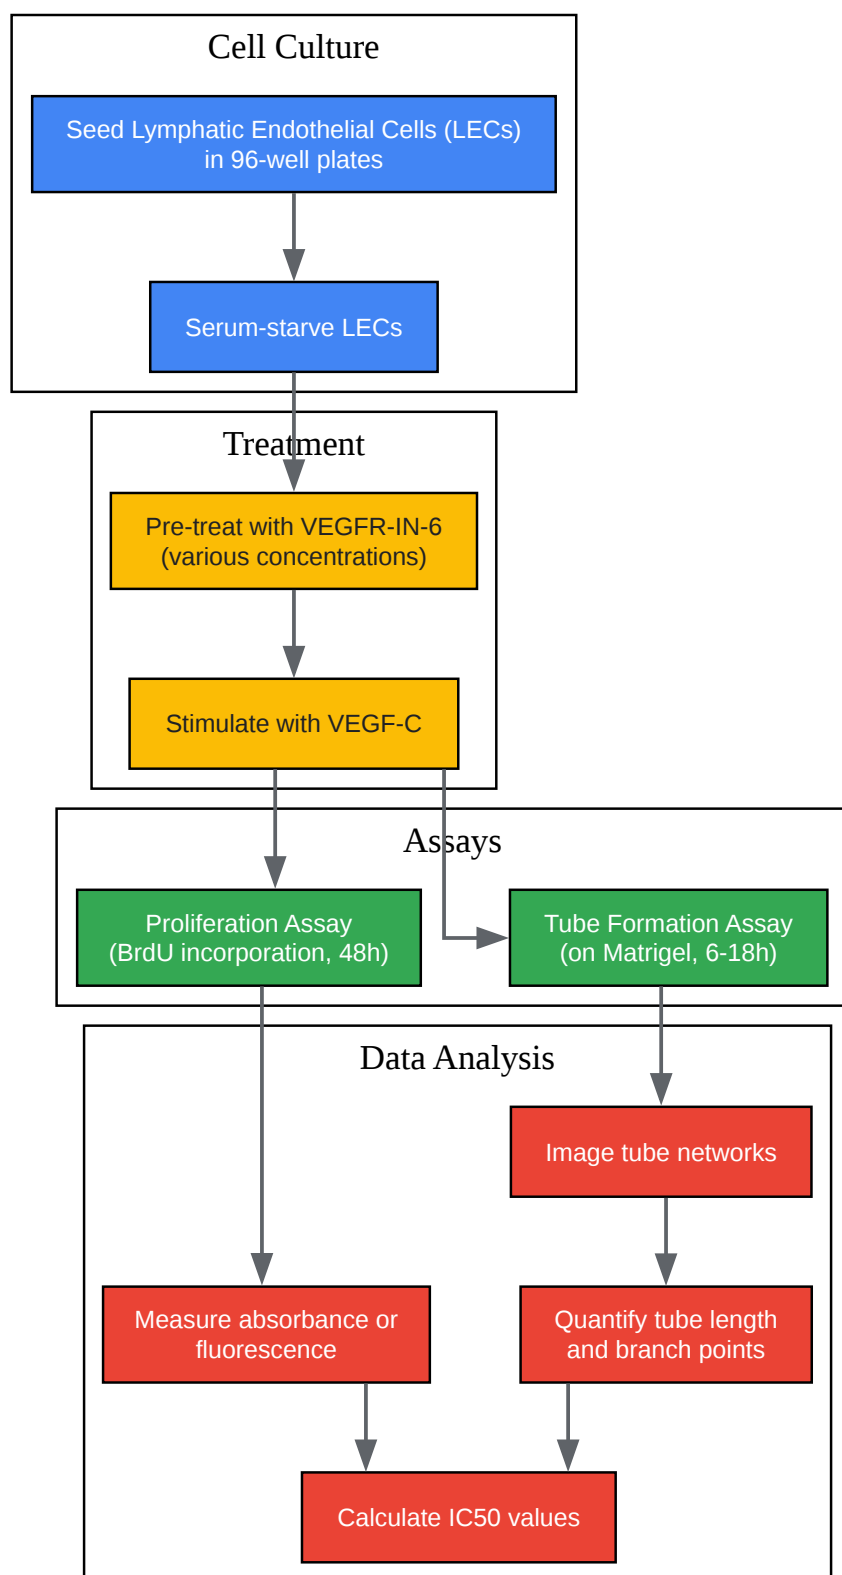 Cell Culture
Seed Lymphatic Endothelial Cells (LECs)
in 96-well plates
Serum-starve LECs
Treatment
Pre-treat with VEGFR-IN-6
(various concentrations)
Stimulate with VEGF-C
Assays
Proliferation Assay
(BrdU incorporation, 48h)
Tube Formation Assay
(on Matrigel, 6-18h)
Data Analysis
Image tube networks
Measure absorbance or
fluorescence
Quantify tube length
and branch points
Calculate IC50 values